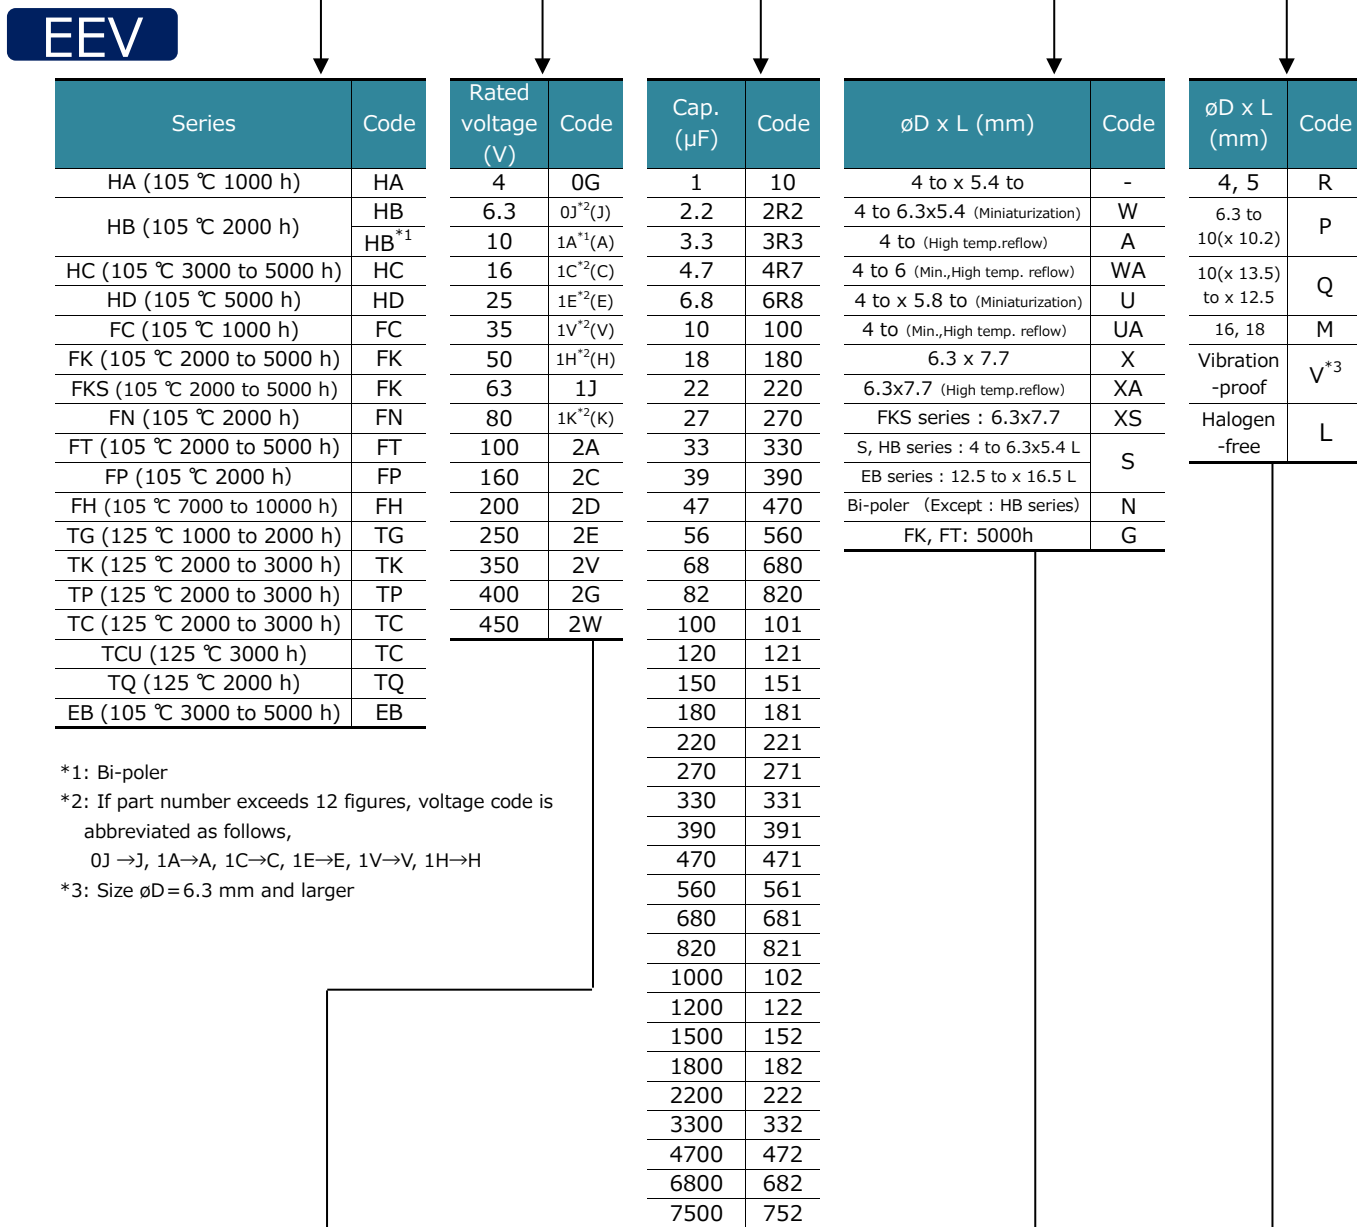 EEV
Series Code
HA (105 ℃ 1000 h) HA
HB (105 ℃ 2000 h) HB
HB*1
HC (105 ℃ 3000 to 5000 h) HC
HD (105 ℃ 5000 h) HD
FC (105 ℃ 1000 h) FC
FK (105 ℃ 2000 to 5000 h) FK
FKS (105 ℃ 2000 to 5000 h) FK
FN (105 ℃ 2000 h) FN
FT (105 ℃ 2000 to 5000 h) FT
FP (105 ℃ 2000 h) FP
FH (105 ℃ 7000 to 10000 h) FH
TG (125 ℃ 1000 to 2000 h) TG
TK (125 ℃ 2000 to 3000 h) TK
TP (125 ℃ 2000 to 3000 h) TP
TC (125 ℃ 2000 to 3000 h) TC
TCU (125 ℃ 3000 h) TC
TQ (125 ℃ 2000 h) TQ
EB (105 ℃ 3000 to 5000 h) EB
*1: Bi-poler
*2: If part number exceeds 12 figures, voltage code is
abbreviated as follows,
0J →J, 1A→A, 1C→C, 1E→E, 1V→V, 1H→H
*3: Size øD=6.3 mm and larger
Rated
voltage Code
(V)
4 0G
6.3 0J*2(J)
10 1A*1(A)
16 1C*2(C)
25 1E*2(E)
35 1V*2(V)
50 1H*2(H)
63 1J
80 1K*2(K)
100 2A
160 2C
200 2D
250 2E
350 2V
400 2G
450 2W
Cap.
(μF) Code
1 10
2.2 2R2
3.3 3R3
4.7 4R7
6.8 6R8
10 100
18 180
22 220
27 270
33 330
39 390
47 470
56 560
68 680
82 820
100 101
120 121
150 151
180 181
220 221
270 271
330 331
390 391
470 471
560 561
680 681
820 821
1000 102
1200 122
1500 152
1800 182
2200 222
3300 332
4700 472
6800 682
7500 752
øD x L (mm) Code
4 to x 5.4 to -
4 to 6.3x5.4 (Miniaturization) W
4 to (High temp.reflow) A
4 to 6 (Min.,High temp. reflow) WA
4 to x 5.8 to (Miniaturization) U
4 to (Min.,High temp. reflow) UA
6.3 x 7.7 X
6.3x7.7 (High temp.reflow) XA
FKS series : 6.3x7.7 XS
S, HB series : 4 to 6.3x5.4 L
S
EB series : 12.5 to x 16.5 L
Bi-poler （Except : HB series） N
FK, FT: 5000h G
øD x L
(mm) Code
4, 5 R
6.3 to
10(x 10.2) P
10(x 13.5)
to x 12.5 Q
16, 18 M
Vibration
-proof V*3
Halogen
-free L